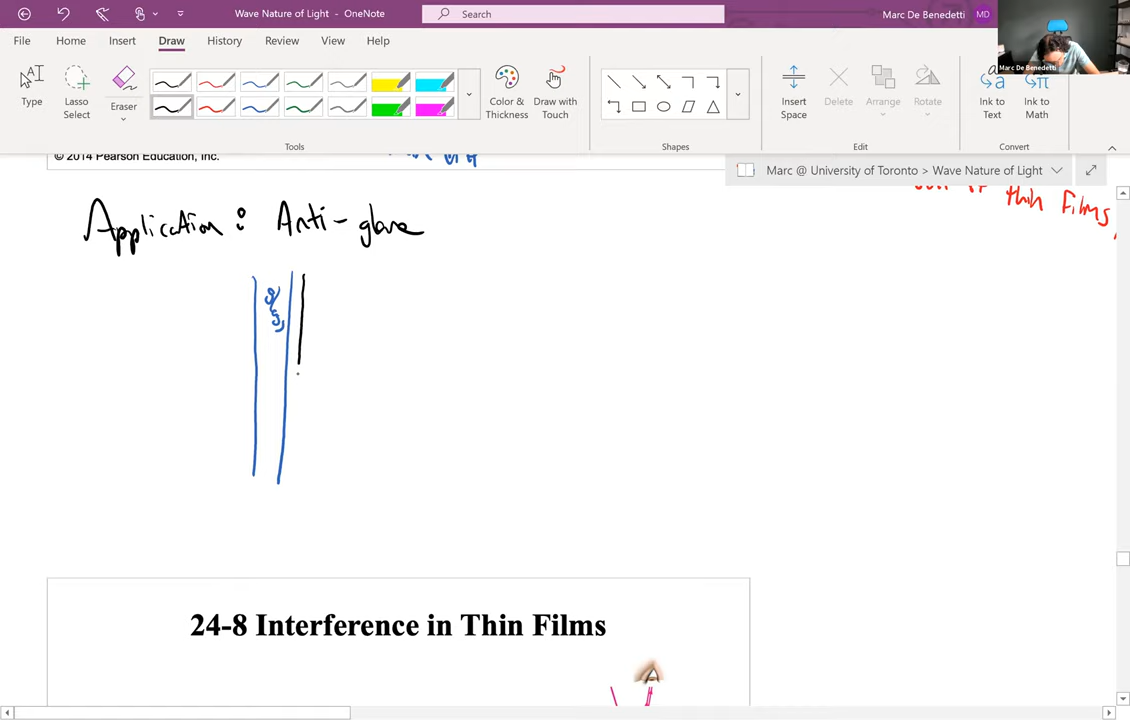 Wave Nature of Light - OneNote
Search
Marc De Benedetti
MD
Marc De Benedetti
File
Home
Insert
Draw
History
Review
View
Help
Type
Lasso Select
Eraser
Color & Thickness
Draw with Touch
Insert Space
Delete
Arrange
Rotate
Ink to Text
Ink to Math
Tools
Shapes
Edit
Convert
© 2014 Pearson Education, Inc.
Marc @ University of Toronto > Wave Nature of Light
thin Films,
Application: Anti-glare
24-8 Interference in Thin Films